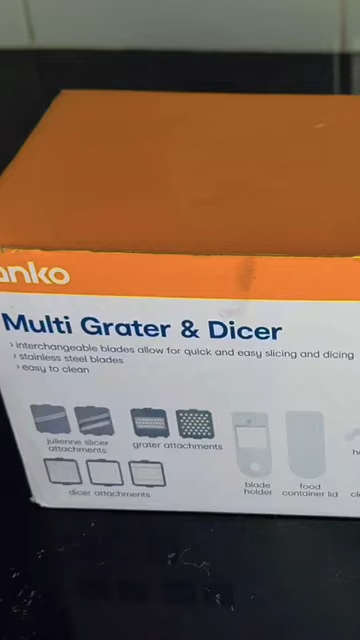 anko
Multi Grater & Dicer
› interchangeable blades allow for quick and easy slicing and dicing
› stainless steel blades
› easy to clean
julienne slicer
attachments
grater attachments
dicer attachments
blade
holder
food
container lid